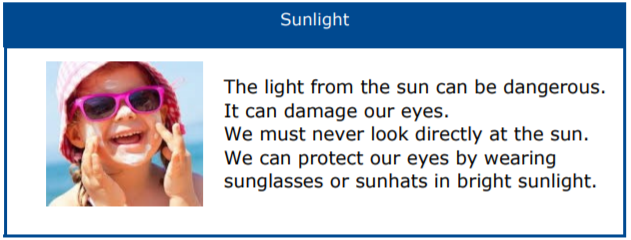 Sunlight
The light from the sun can be dangerous.
It can damage our eyes.
We must never look directly at the sun.
We can protect our eyes by wearing
sunglasses or sunhats in bright sunlight.